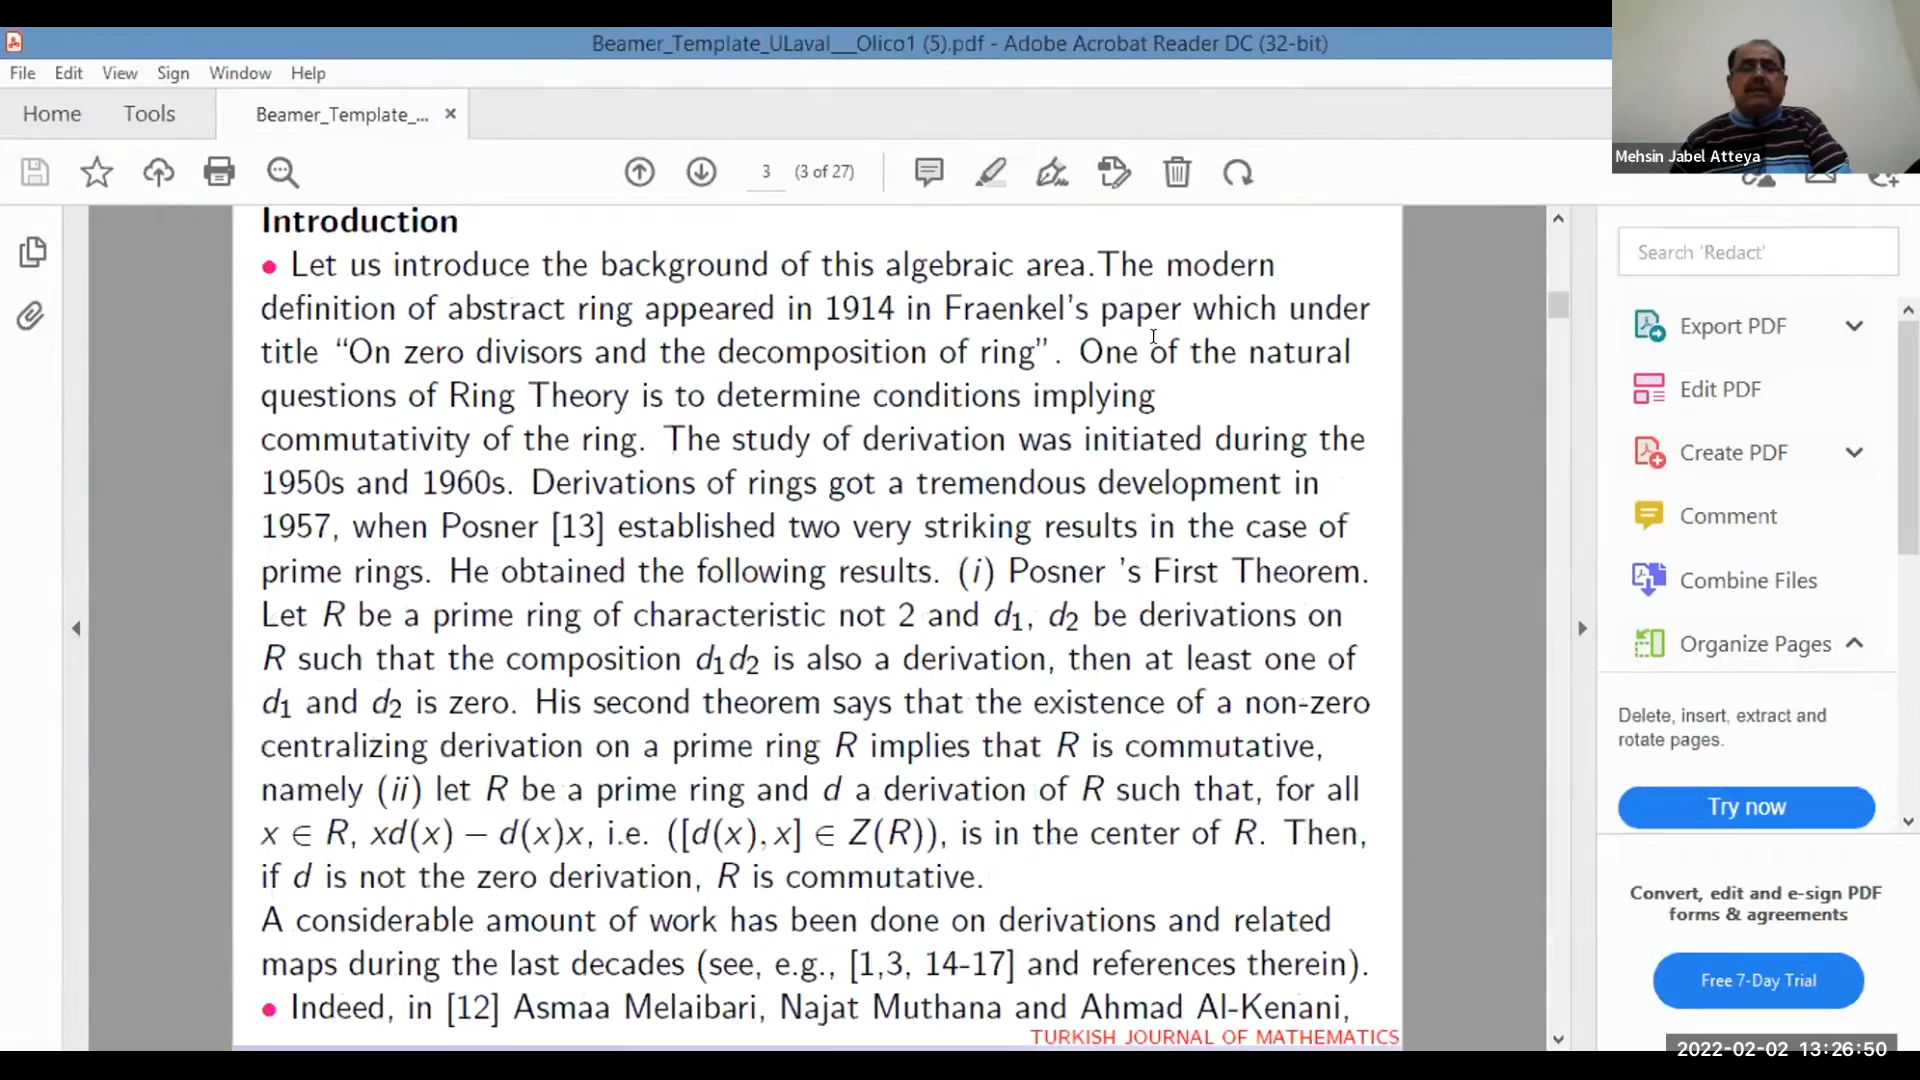 Beamer_Template_ULaval__Olico1 (5).pdf - Adobe Acrobat Reader DC (32-bit)
File Edit View Sign Window Help
Home Tools Beamer_Template_... ×
3 (3 of 27)
Mehsin Jabel Atteya
Introduction
• Let us introduce the background of this algebraic area.The modern
definition of abstract ring appeared in 1914 in Fraenkel's paper which under
title “On zero divisors and the decomposition of ring”. One of the natural
questions of Ring Theory is to determine conditions implying
commutativity of the ring. The study of derivation was initiated during the
1950s and 1960s. Derivations of rings got a tremendous development in
1957, when Posner [13] established two very striking results in the case of
prime rings. He obtained the following results. (i) Posner 's First Theorem.
Let R be a prime ring of characteristic not 2 and d₁, d₂ be derivations on
R such that the composition d₁d₂ is also a derivation, then at least one of
d₁ and d₂ is zero. His second theorem says that the existence of a non-zero
centralizing derivation on a prime ring R implies that R is commutative,
namely (ii) let R be a prime ring and d a derivation of R such that, for all
x ∈ R, xd(x) − d(x)x, i.e. ([d(x), x] ∈ Z(R)), is in the center of R. Then,
if d is not the zero derivation, R is commutative.
A considerable amount of work has been done on derivations and related
maps during the last decades (see, e.g., [1,3, 14-17] and references therein).
• Indeed, in [12] Asmaa Melaibari, Najat Muthana and Ahmad Al-Kenani,
TURKISH JOURNAL OF MATHEMATICS
Search 'Redact'
Export PDF
Edit PDF
Create PDF
Comment
Combine Files
Organize Pages
Delete, insert, extract and
rotate pages.
Try now
Convert, edit and e-sign PDF
forms & agreements
Free 7-Day Trial
2022-02-02 13:26:50